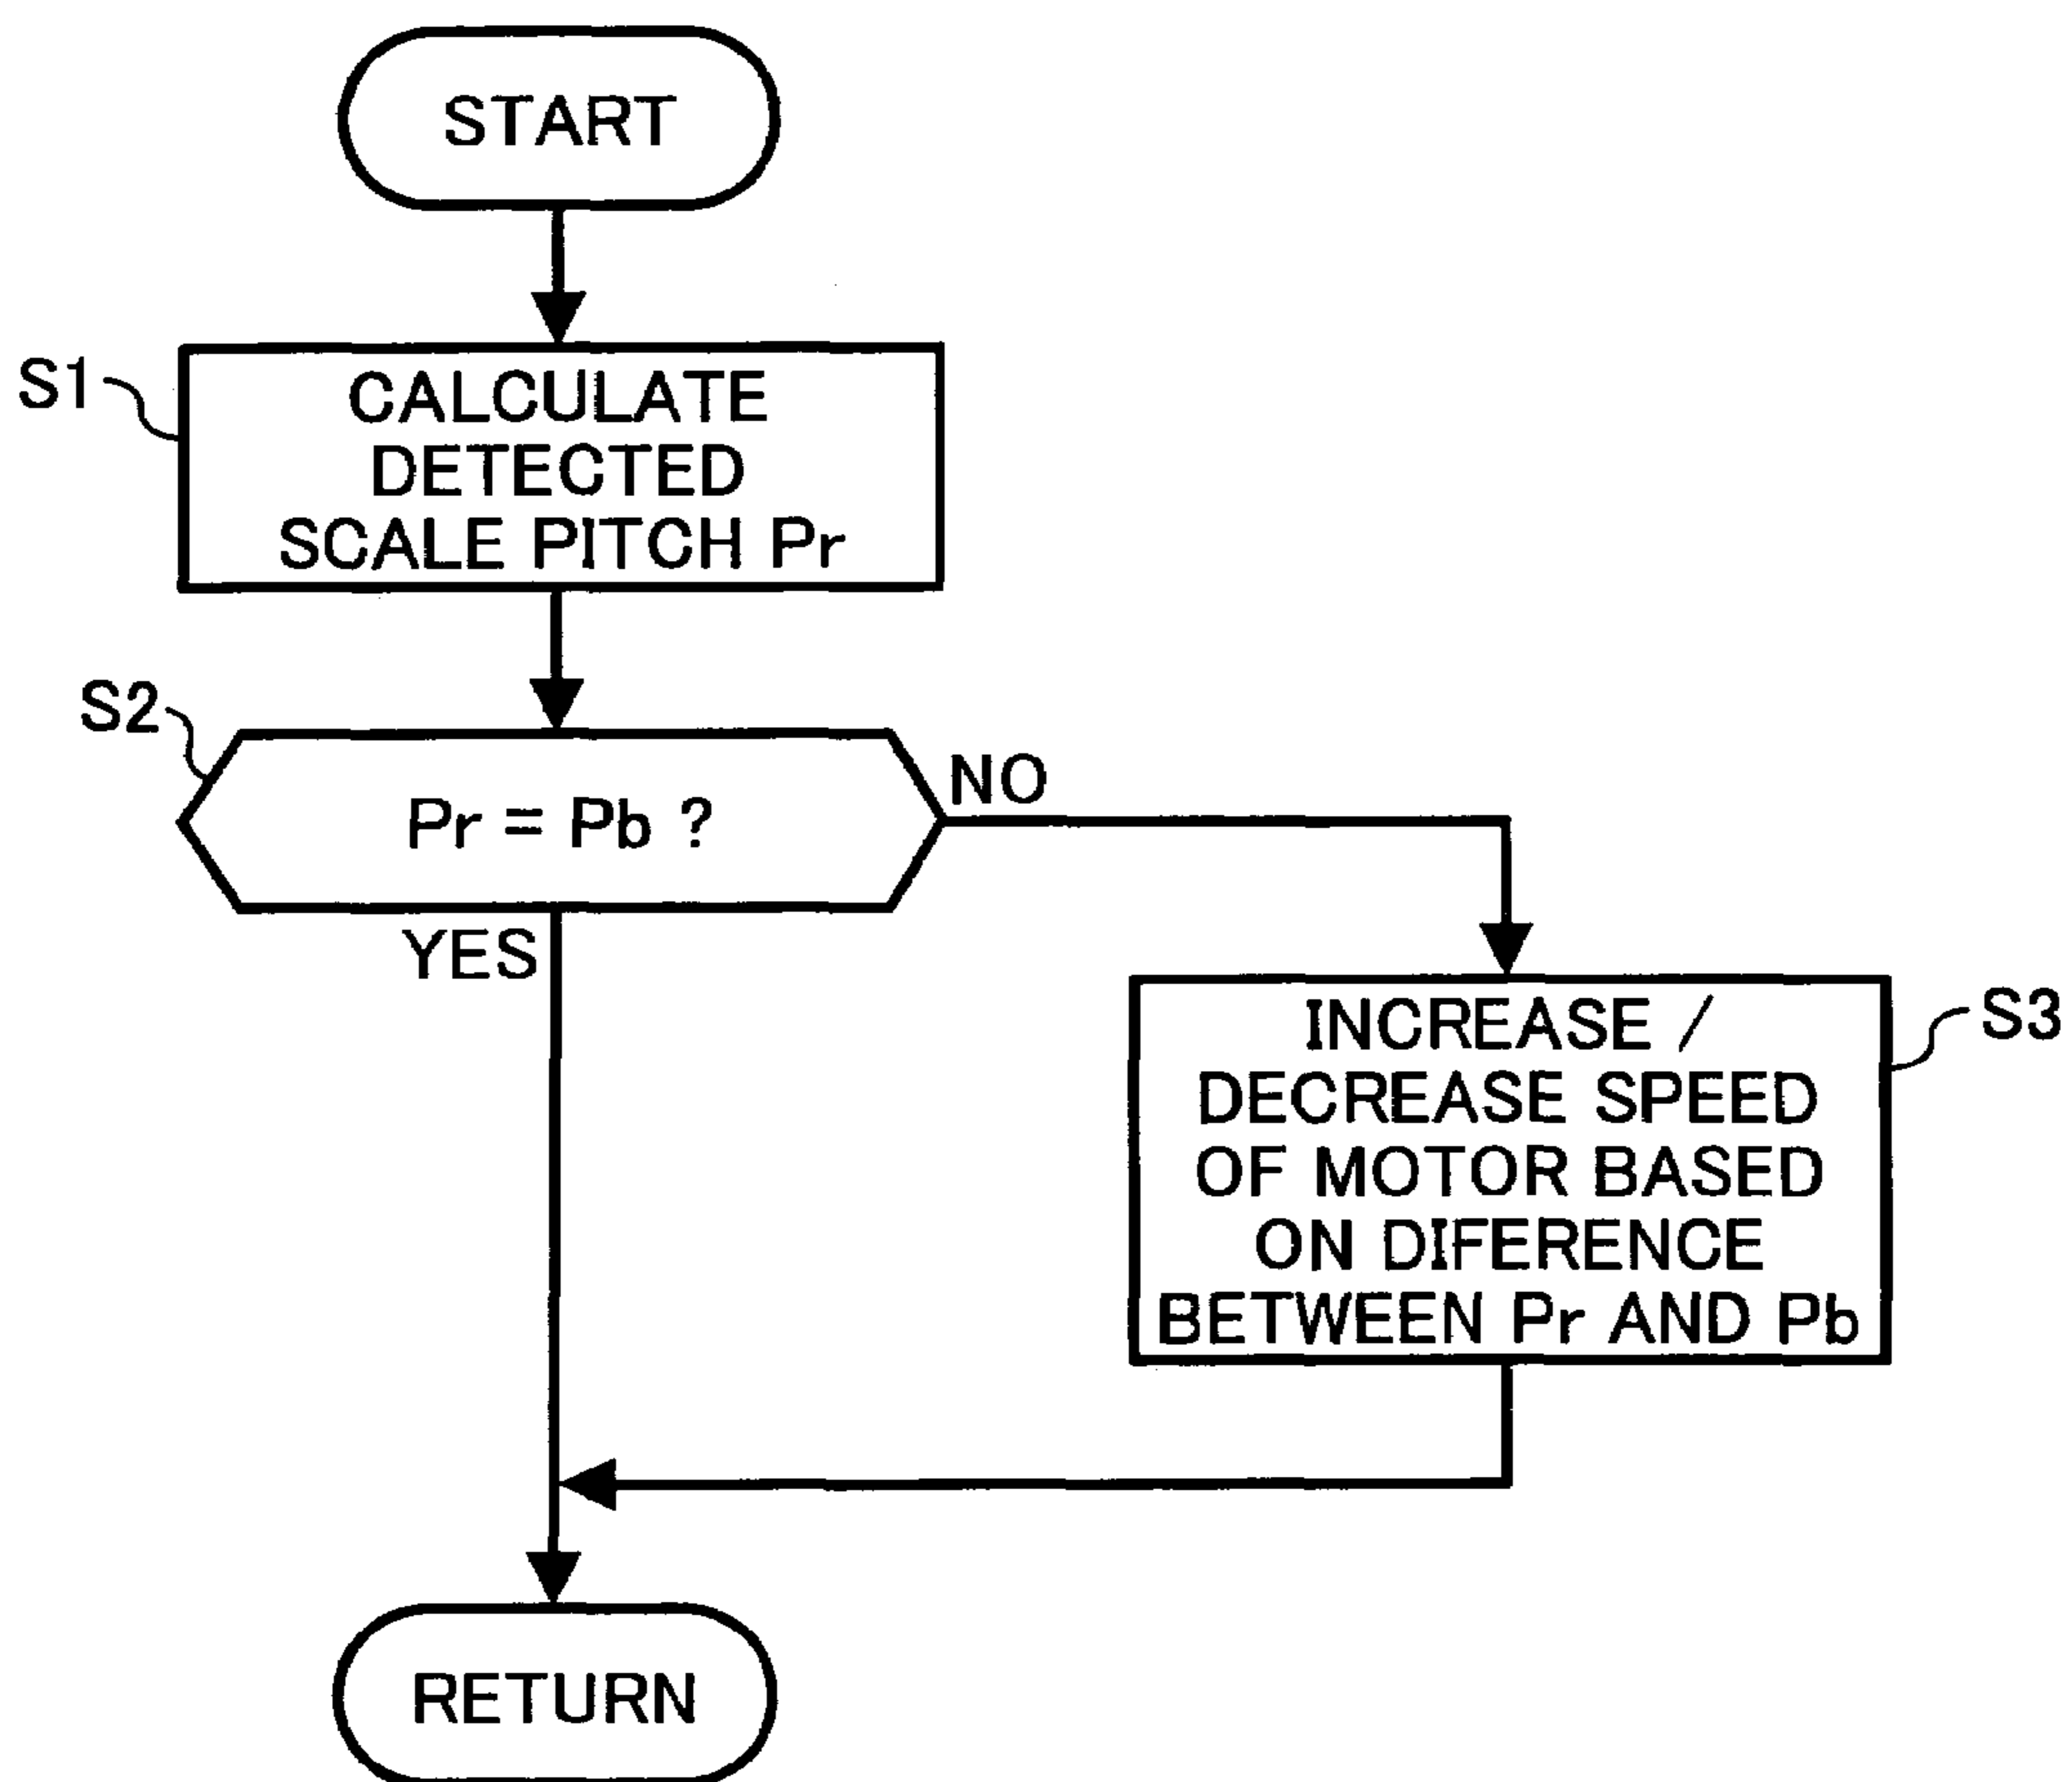 START
S1
CALCULATE
DETECTED
SCALE PITCH Pr
S2
Pr = Pb ?
NO
YES
INCREASE /
DECREASE SPEED
OF MOTOR BASED
ON DIFERENCE
BETWEEN Pr AND Pb
S3
RETURN